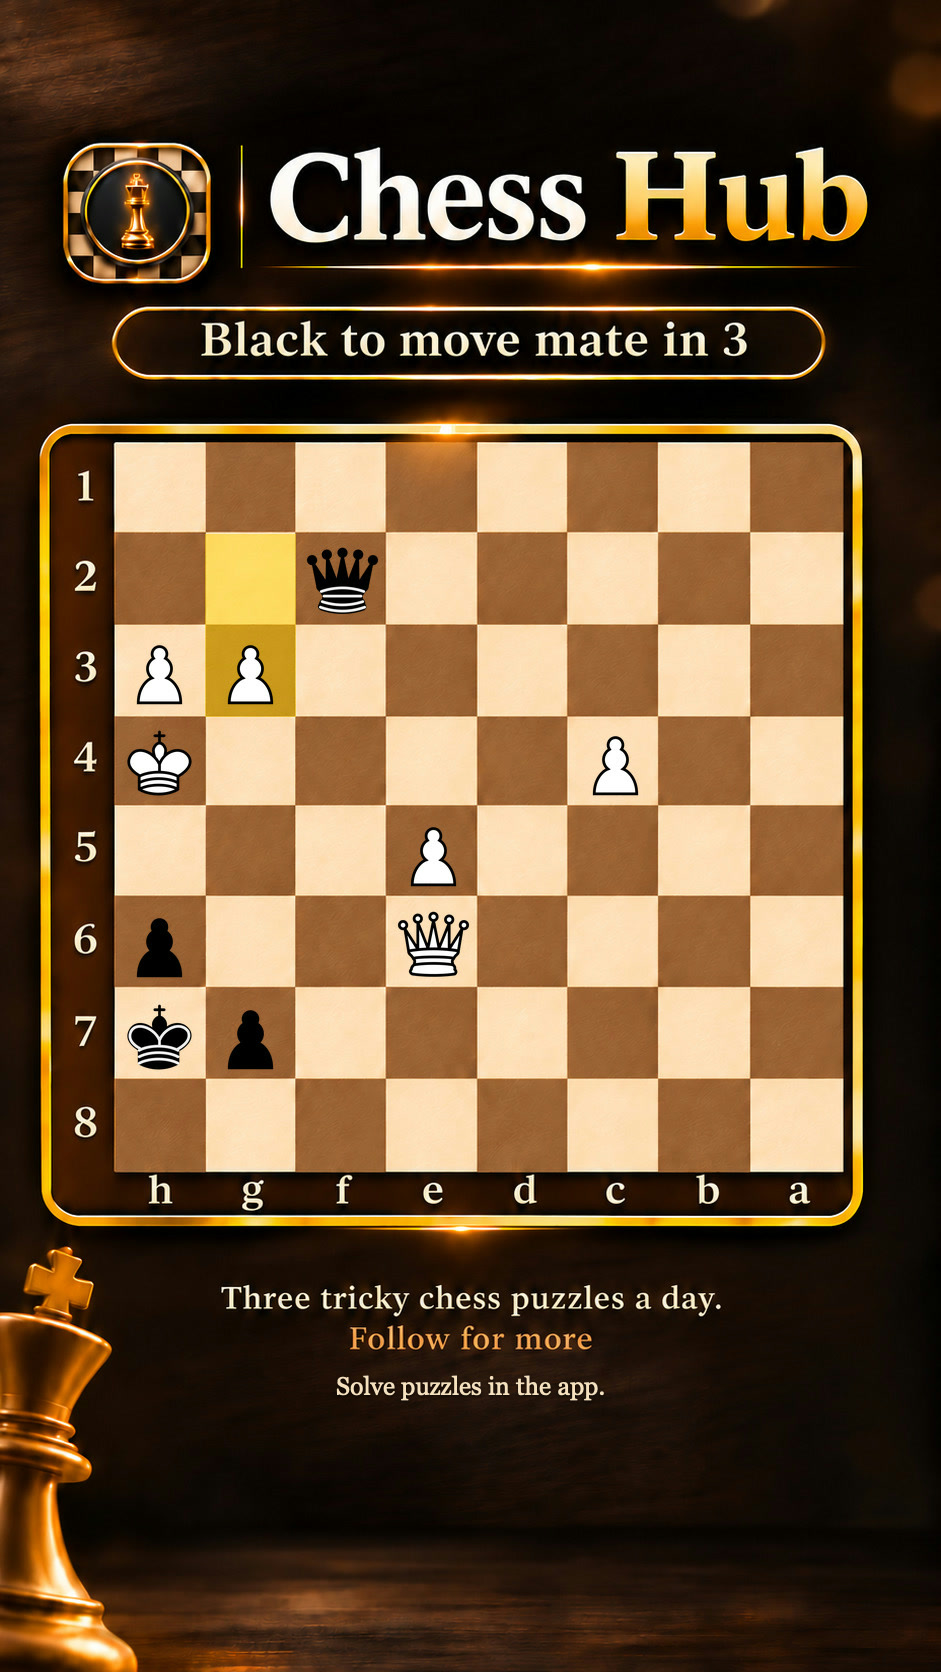 Chess Hub
Black to move mate in 3
1
2
3
4
5
6
7
8
h g f e d c b a
Three tricky chess puzzles a day.
Follow for more
Solve puzzles in the app.